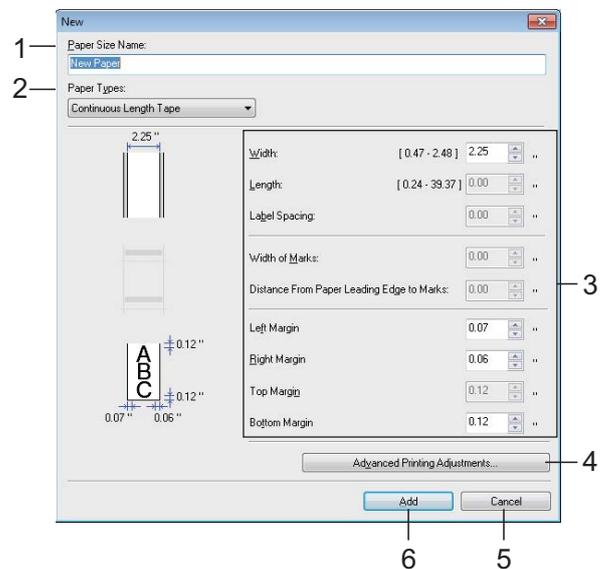 New
1
Paper Size Name:
New Paper
2
Paper Types:
Continuous Length Tape
2.25 "
Width: [ 0.47 - 2.48 ] 2.25 "
Length: [ 0.24 - 39.37 ] 0.00 "
Label Spacing: 0.00 "
Width of Marks: 0.00 "
Distance From Paper Leading Edge to Marks: 0.00 "
3
Left Margin 0.07 "
Right Margin 0.06 "
Top Margin 0.12 "
Bottom Margin 0.12 "
A
B
C
0.12 "
0.12 "
0.07 " 0.06 "
Advanced Printing Adjustments...
4
Add
Cancel
6
5